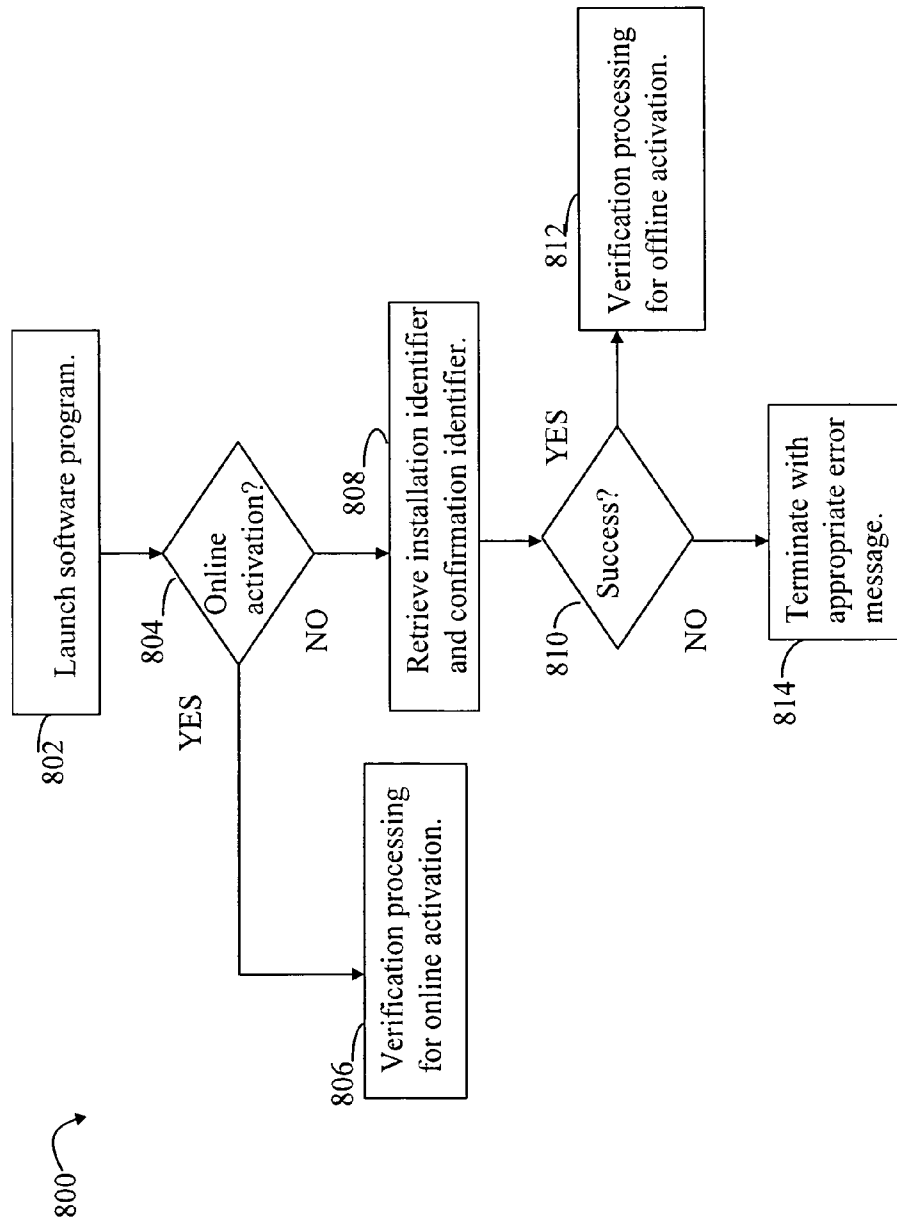 800
802
Launch software program.
804
Online
activation?
YES
NO
806
Verification processing
for online activation.
808
Retrieve installation identifier
and confirmation identifier.
810
Success?
YES
NO
812
Verification processing
for offline activation.
814
Terminate with
appropriate error
message.